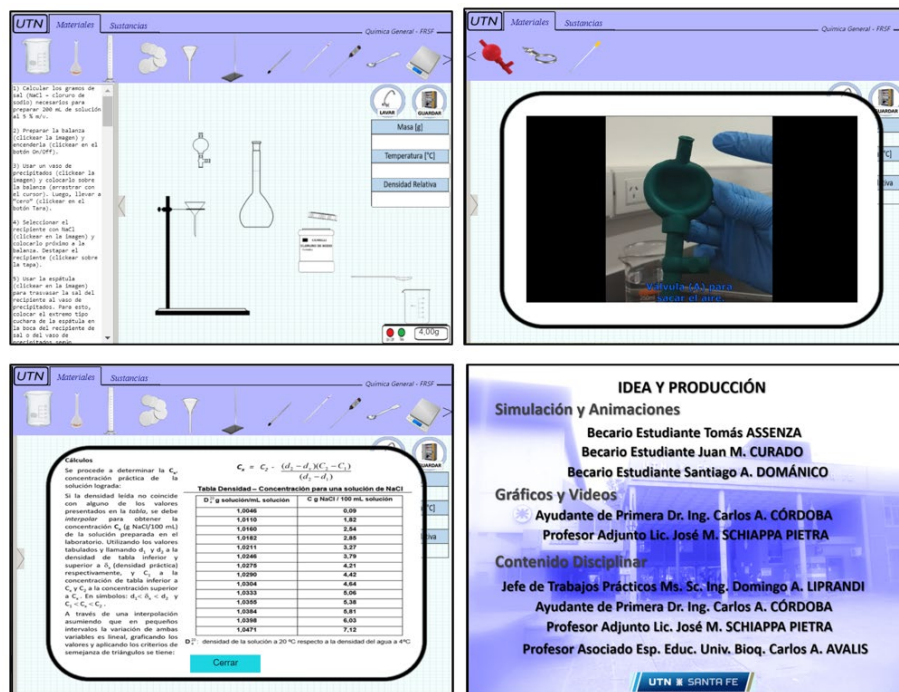 UTN Materiales Sustancias
Química General - FRSF
1) Calcular los gramos de
sal (NaCl – cloruro de
sodio) necesarios para
preparar 200 mL de solución
al 5 % m/v.
2) Preparar la balanza
(clickear la imagen) y
encenderla (clickear en el
botón On/Off).
3) Usar un vaso de
precipitados (clickear la
imagen) y colocarlo sobre
la balanza (arrastrar con
el cursor). Luego, llevar a
"cero" (clickear en el
botón Tara).
4) Seleccionar el
recipiente con NaCl
(clickear en la imagen) y
colocarlo próximo a la
balanza. Destapar el
recipiente (clickear sobre
la tapa).
5) Usar la espátula
(clickear en la imagen)
para trasvasar la sal del
recipiente al vaso de
precipitados. Para esto,
colocar el extremo tipo
cuchara de la espátula en
la boca del recipiente de
sal o del vaso de
precipitados según
LAVAR GUARDAR
Masa [g]
Temperatura [°C]
Densidad Relativa
CLORURO DE SODIO
4,00g
UTN Materiales Sustancias
Química General - FRSF
Válvula (A) para
sacar el aire.
UTN Materiales Sustancias
Química General - FRSF
Cálculos
Se procede a determinar la Cₓ,
concentración práctica de la
solución lograda:
Si la densidad leída no coincide
con alguno de los valores
presentados en la tabla, se debe
interpolar para obtener la
concentración Cₓ (g NaCl/100 mL)
de la solución preparada en el
laboratorio. Utilizando los valores
tabulados y llamando d₁ y d₂ a la
densidad de tabla inferior y
superior a δₓ (densidad práctica)
respectivamente, y C₁ a la
concentración de tabla inferior a
Cₓ y C₂ a la concentración superior
a Cₓ. En símbolos: d₁< δₓ < d₂ y
C₁ < Cₓ < C₂ .
A través de una interpolación
asumiendo que en pequeños
intervalos la variación de ambas
variables es lineal, graficando los
valores y aplicando los criterios de
semejanza de triángulos se tiene:
Tabla Densidad – Concentración para una solución de NaCl
g solución/mL solución C g NaCl / 100 mL solución
1,0046 0,09
1,0110 1,82
1,0160 2,54
1,0182 2,85
1,0211 3,27
1,0246 3,79
1,0275 4,21
1,0290 4,42
1,0304 4,64
1,0333 5,06
1,0355 5,38
1,0384 5,81
1,0398 6,03
1,0471 7,12
densidad de la solución a 20 ºC respecto a la densidad del agua a 4ºC
Cerrar
IDEA Y PRODUCCIÓN
Simulación y Animaciones
Becario Estudiante Tomás ASSENZA
Becario Estudiante Juan M. CURADO
Becario Estudiante Santiago A. DOMÁNICO
Gráficos y Videos
Ayudante de Primera Dr. Ing. Carlos A. CÓRDOBA
Profesor Adjunto Lic. José M. SCHIAPPA PIETRA
Contenido Disciplinar
Jefe de Trabajos Prácticos Ms. Sc. Ing. Domingo A. LIPRANDI
Ayudante de Primera Dr. Ing. Carlos A. CÓRDOBA
Profesor Adjunto Lic. José M. SCHIAPPA PIETRA
Profesor Asociado Esp. Educ. Univ. Bioq. Carlos A. AVALIS
UTN SANTA FE